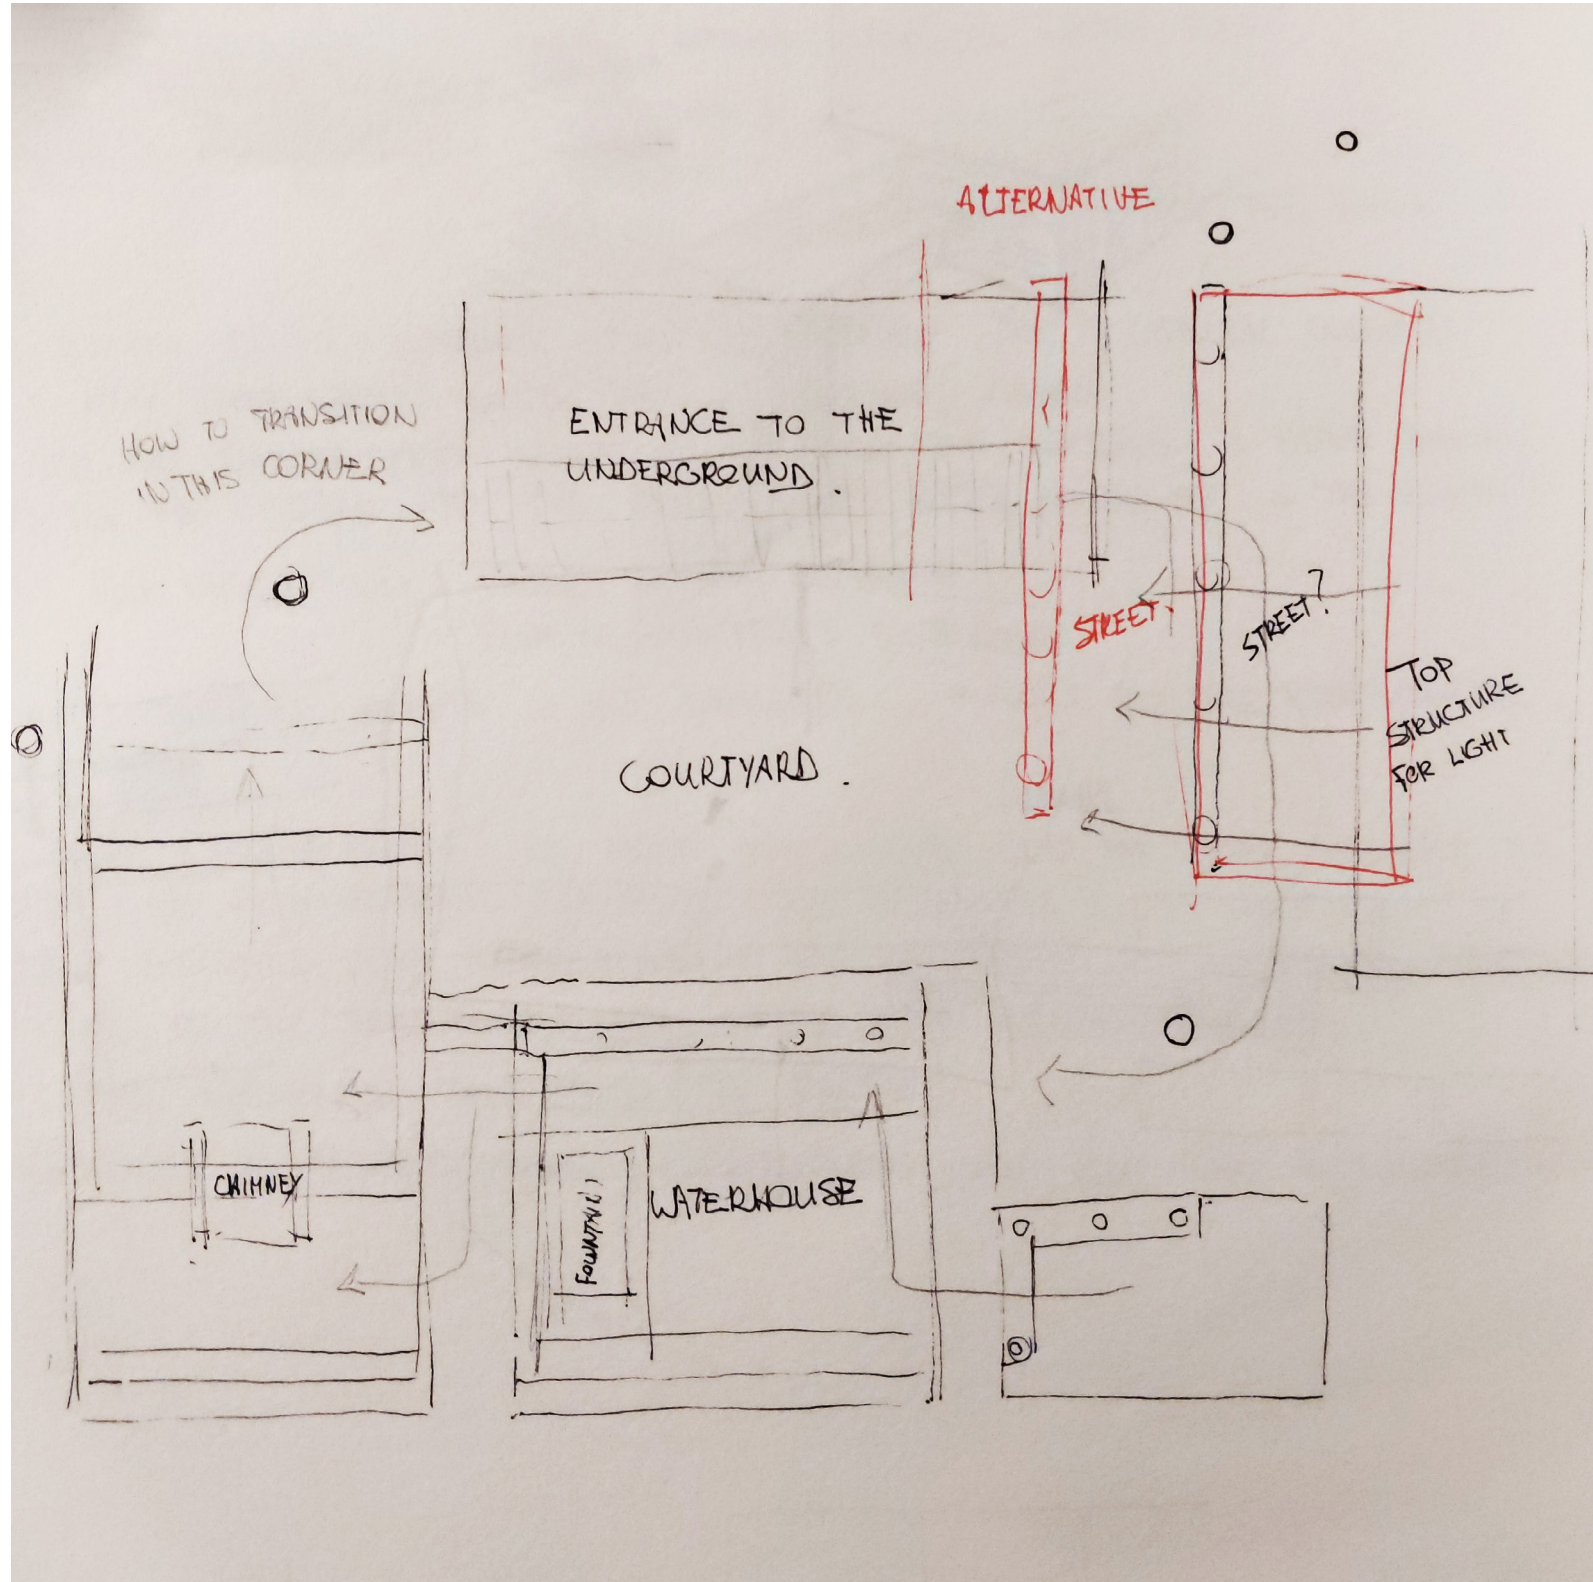 ALTERNATIVE
HOW TO TRANSITION
IN THIS CORNER
ENTRANCE TO THE
UNDERGROUND.
STREET.
STREET?
TOP
STRUCTURE
FOR LIGHT
COURTYARD.
CHIMNEY
FOUNTAIN
WATERHOUSE